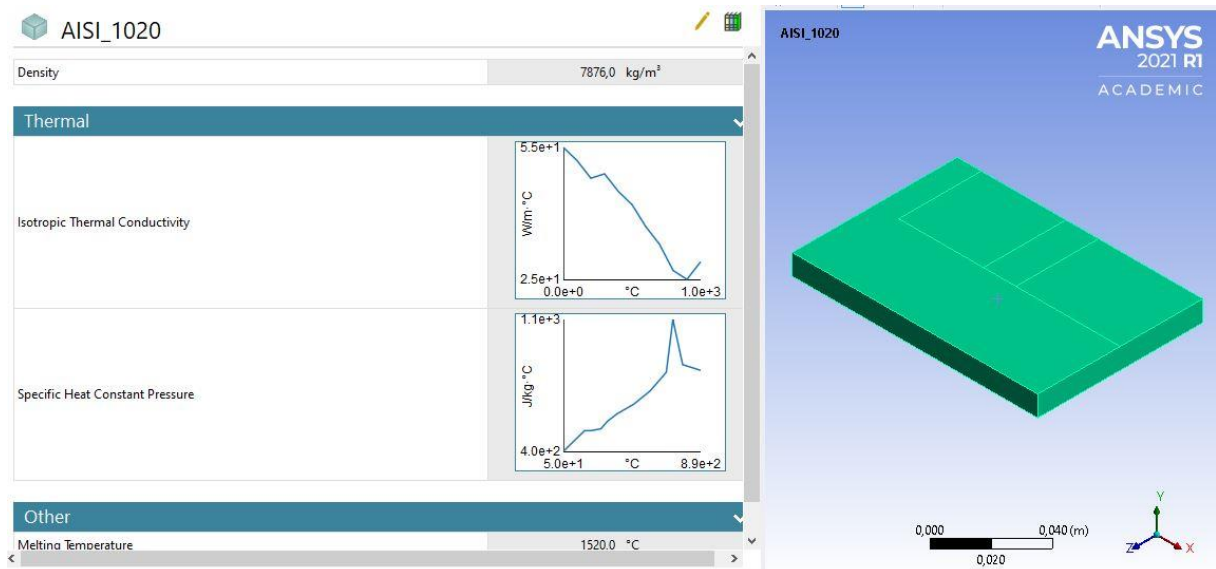 AISI_1020
Density 7876,0 kg/m³
Thermal
Isotropic Thermal Conductivity
5.5e+1
W/m·°C
2.5e+1
0.0e+0 °C 1.0e+3
Specific Heat Constant Pressure
1.1e+3
J/kg·°C
4.0e+2
5.0e+1 °C 8.9e+2
Other
Melting Temperature 1520.0 °C
AISI_1020
ANSYS
2021 R1
ACADEMIC
0,000 0,040 (m)
0,020
Y
Z X